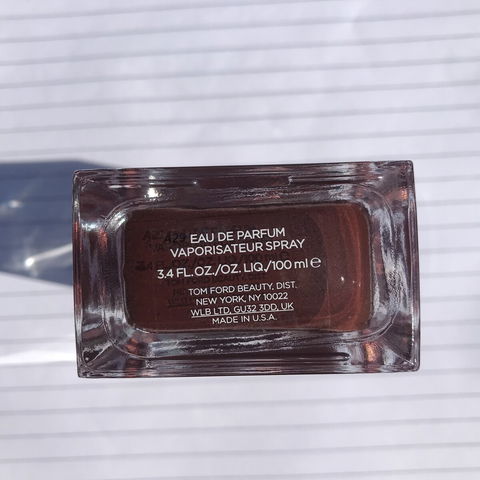 A29
EAU DE PARFUM
VAPORISATEUR SPRAY
3.4 FL. OZ./OZ. LIQ./100 ml ℮
TOM FORD BEAUTY, DIST.
NEW YORK, NY 10022
WLB LTD, GU32 3DD, UK
MADE IN U.S.A.